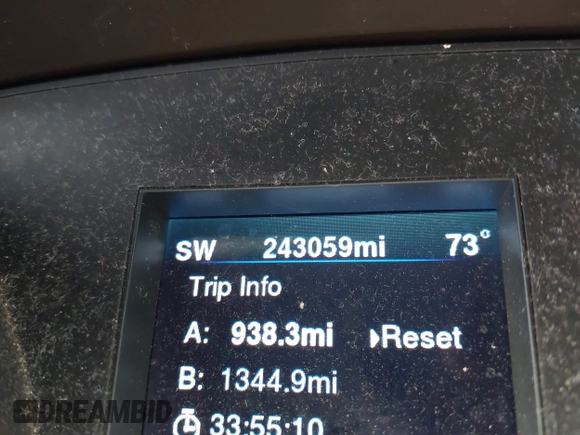 SW 243059mi 73°
Trip Info
A: 938.3mi Reset
B: 1344.9mi
33:55:10
DREAMBID